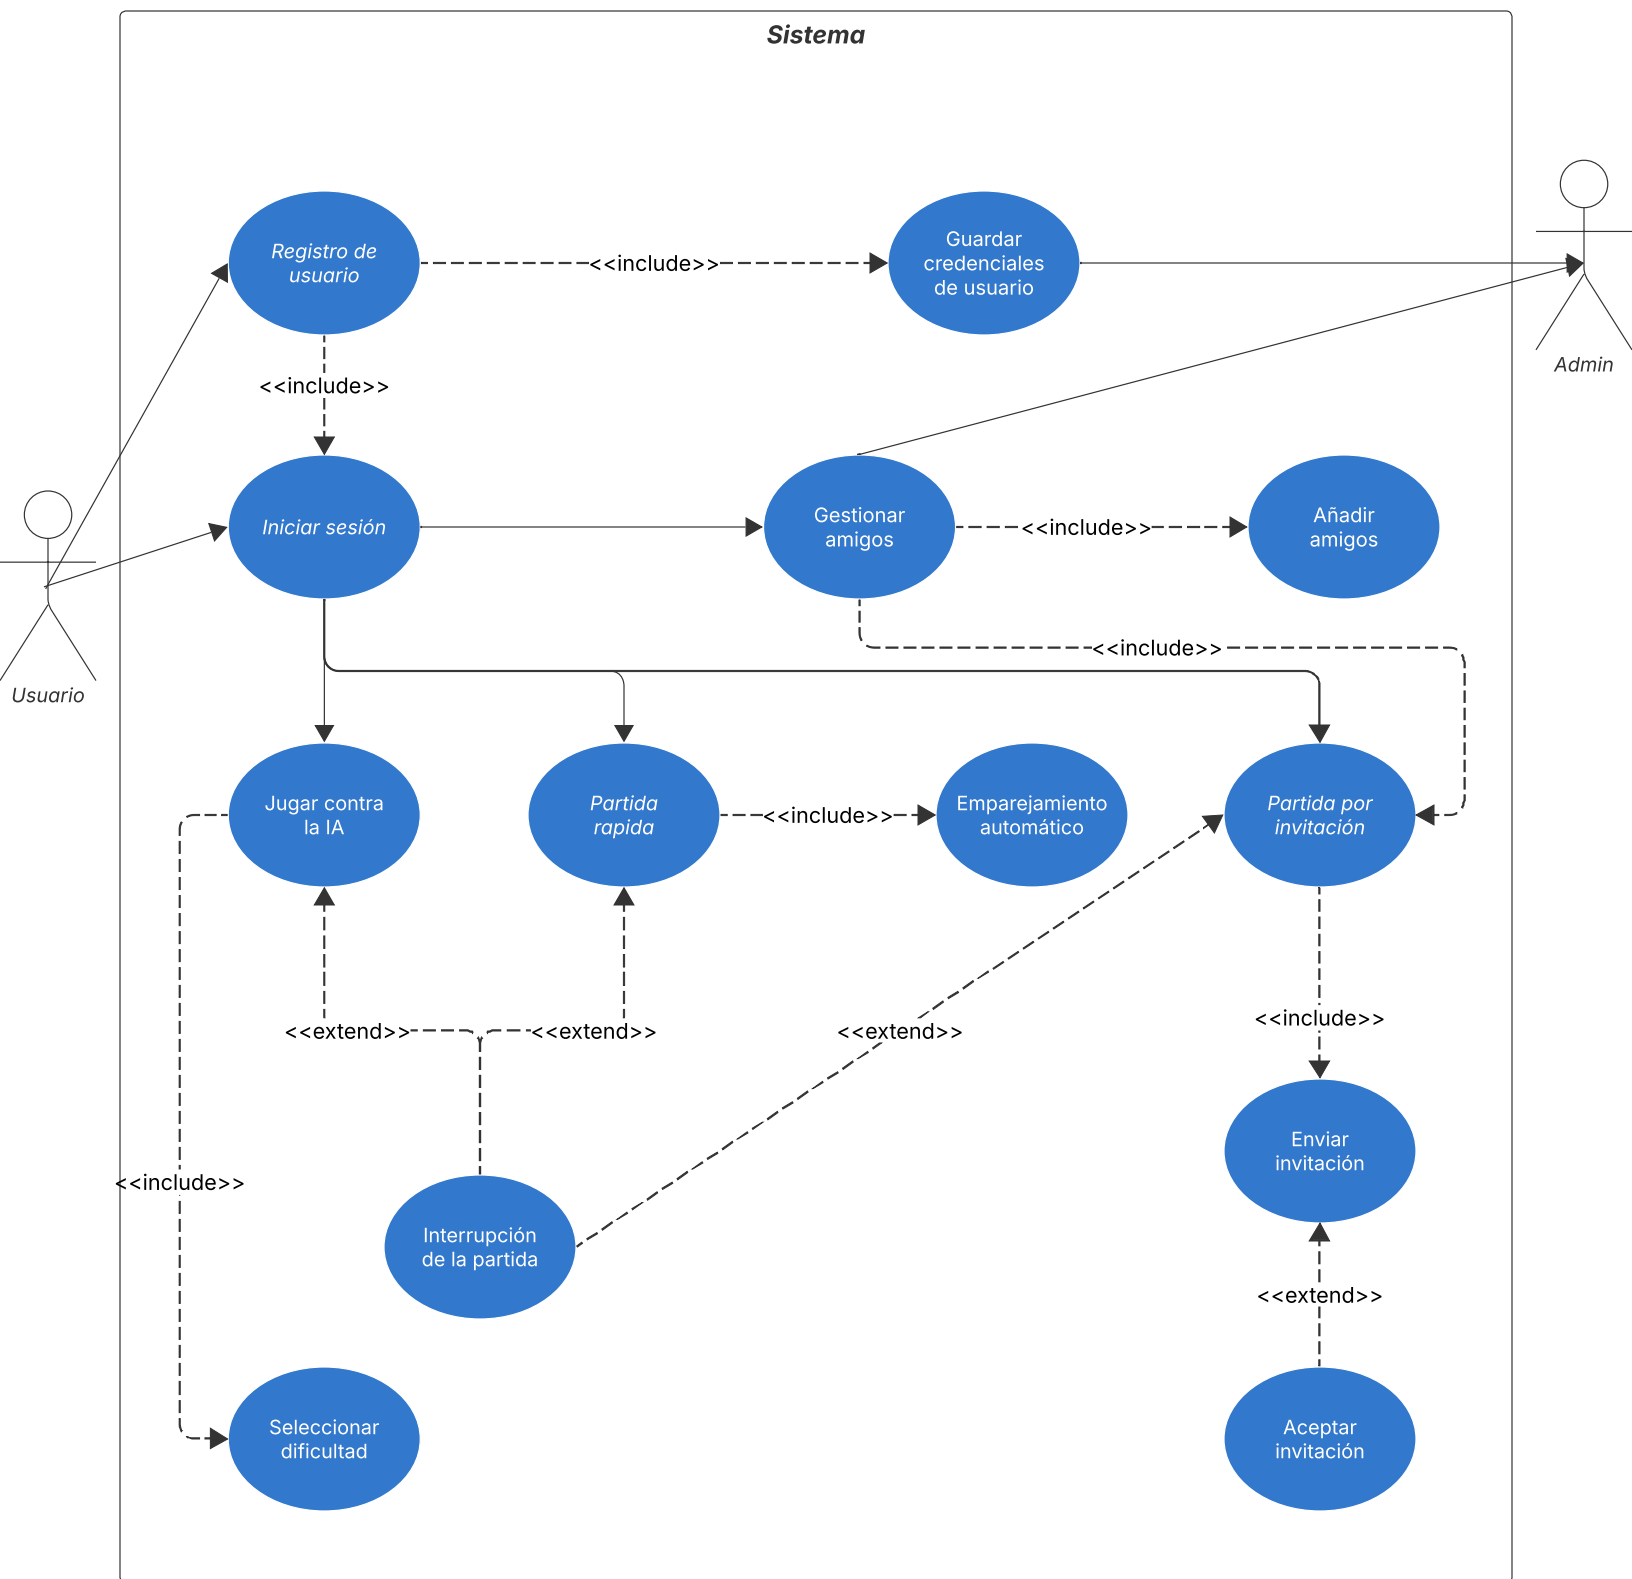 Sistema
Registro de
usuario
<<include>>
Guardar
credenciales
de usuario
Admin
<<include>>
Usuario
Iniciar sesión
Gestionar
amigos
<<include>>
Añadir
amigos
<<include>>
Jugar contra
la IA
Partida
rapida
<<include>>
Emparejamiento
automático
Partida por
invitación
<<extend>>
<<extend>>
<<extend>>
<<include>>
<<include>>
Interrupción
de la partida
Enviar
invitación
<<extend>>
Seleccionar
dificultad
Aceptar
invitación